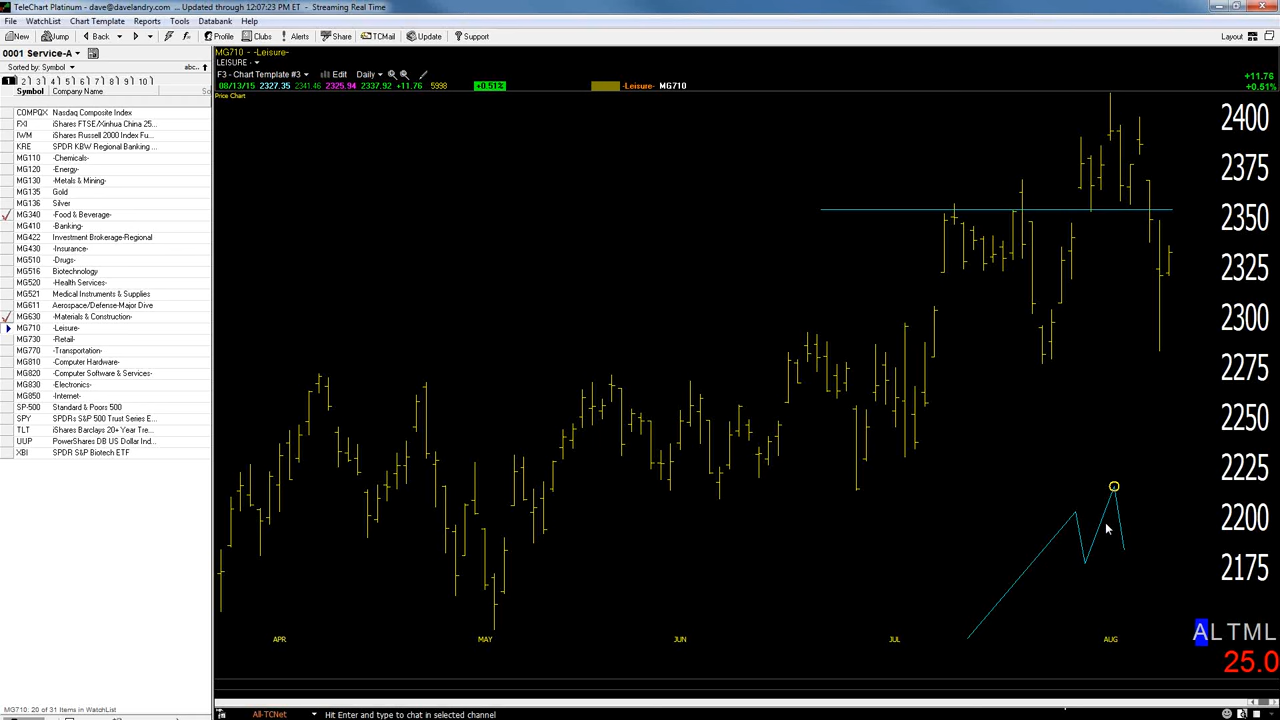 TeleChart Platinum - dave@davelandry.com ... Updated through 12:07:23 PM ET - Streaming Real Time
File WatchList Chart Template Reports Tools Databank Help
New Jump Back Profile Clubs Alerts Share TCMail Update Support Layout
0001 Service-A
Sorted by: Symbol abc..
1 2 3 4 5 6 7 8 9 10
Symbol Company Name
COMPQX Nasdaq Composite Index
FXI iShares FTSE/Xinhua China 25...
IWM iShares Russell 2000 Index Fu...
KRE SPDR KBW Regional Banking ...
MG110 -Chemicals-
MG120 -Energy-
MG130 -Metals & Mining-
MG135 Gold
MG136 Silver
MG340 -Food & Beverage-
MG410 -Banking-
MG422 Investment Brokerage-Regional
MG430 -Insurance-
MG510 -Drugs-
MG516 Biotechnology
MG520 -Health Services-
MG521 Medical Instruments & Supplies
MG611 Aerospace/Defense-Major Dive
MG630 -Materials & Construction-
MG710 -Leisure-
MG730 -Retail-
MG770 -Transportation-
MG810 -Computer Hardware-
MG820 -Computer Software & Services-
MG830 -Electronics-
MG850 -Internet-
SP-500 Standard & Poors 500
SPY SPDRs S&P 500 Trust Series E...
TLT iShares Barclays 20+ Year Tre...
UUP PowerShares DB US Dollar Ind...
XBI SPDR S&P Biotech ETF
MG710: 20 of 31 Items in WatchList
MG710 - -Leisure-
LEISURE -
F3 - Chart Template #3 Edit Daily
08/13/15 2327.35 2341.46 2325.94 2337.92 +11.76 5998 +0.51% -Leisure- MG710
+11.76
+0.51%
Price Chart
2400
2375
2350
2325
2300
2275
2250
2225
2200
2175
APR MAY JUN JUL AUG
ALTML
25.0
All-TCNet Hit Enter and type to chat in selected channel